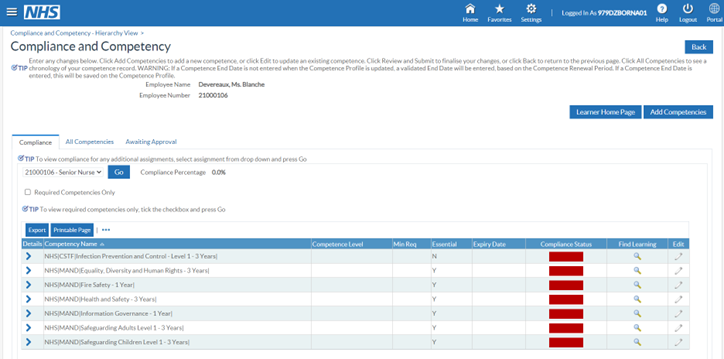 NHS
Home
Favorites
Settings
Logged In As 979DZBORNA01
Help
Logout
Portal
Compliance and Competency - Hierarchy View >
Compliance and Competency
Back
Enter any changes below. Click Add Competencies to add a new competence, or click Edit to update an existing competence. Click Review and Submit to finalise your changes, or click Back to return to the previous page. Click All Competencies to see a
TIP chronology of your competence record. WARNING: If a Competence End Date is not entered when the Competence Profile is updated, a validated End Date will be entered, based on the Competence Renewal Period. If a Competence End Date is
entered, this will be saved on the Competence Profile.
Employee Name Devereaux, Ms. Blanche
Employee Number 21000106
Learner Home Page Add Competencies
Compliance All Competencies Awaiting Approval
TIP To view compliance for any additional assignments, select assignment from drop down and press Go
21000106 - Senior Nurse Go Compliance Percentage 0.0%
Required Competencies Only
TIP To view required competencies only, tick the checkbox and press Go
Export Printable Page | •••
Details Competency Name Competence Level Min Req Essential Expiry Date Compliance Status Find Learning Edit
NHS|CSTF|Infection Prevention and Control - Level 1 - 3 Years| N
NHS|MAND|Equality, Diversity and Human Rights - 3 Years| Y
NHS|MAND|Fire Safety - 1 Year| Y
NHS|MAND|Health and Safety - 3 Years| Y
NHS|MAND|Information Governance - 1 Year| Y
NHS|MAND|Safeguarding Adults Level 1 - 3 Years| Y
NHS|MAND|Safeguarding Children Level 1 - 3 Years| Y